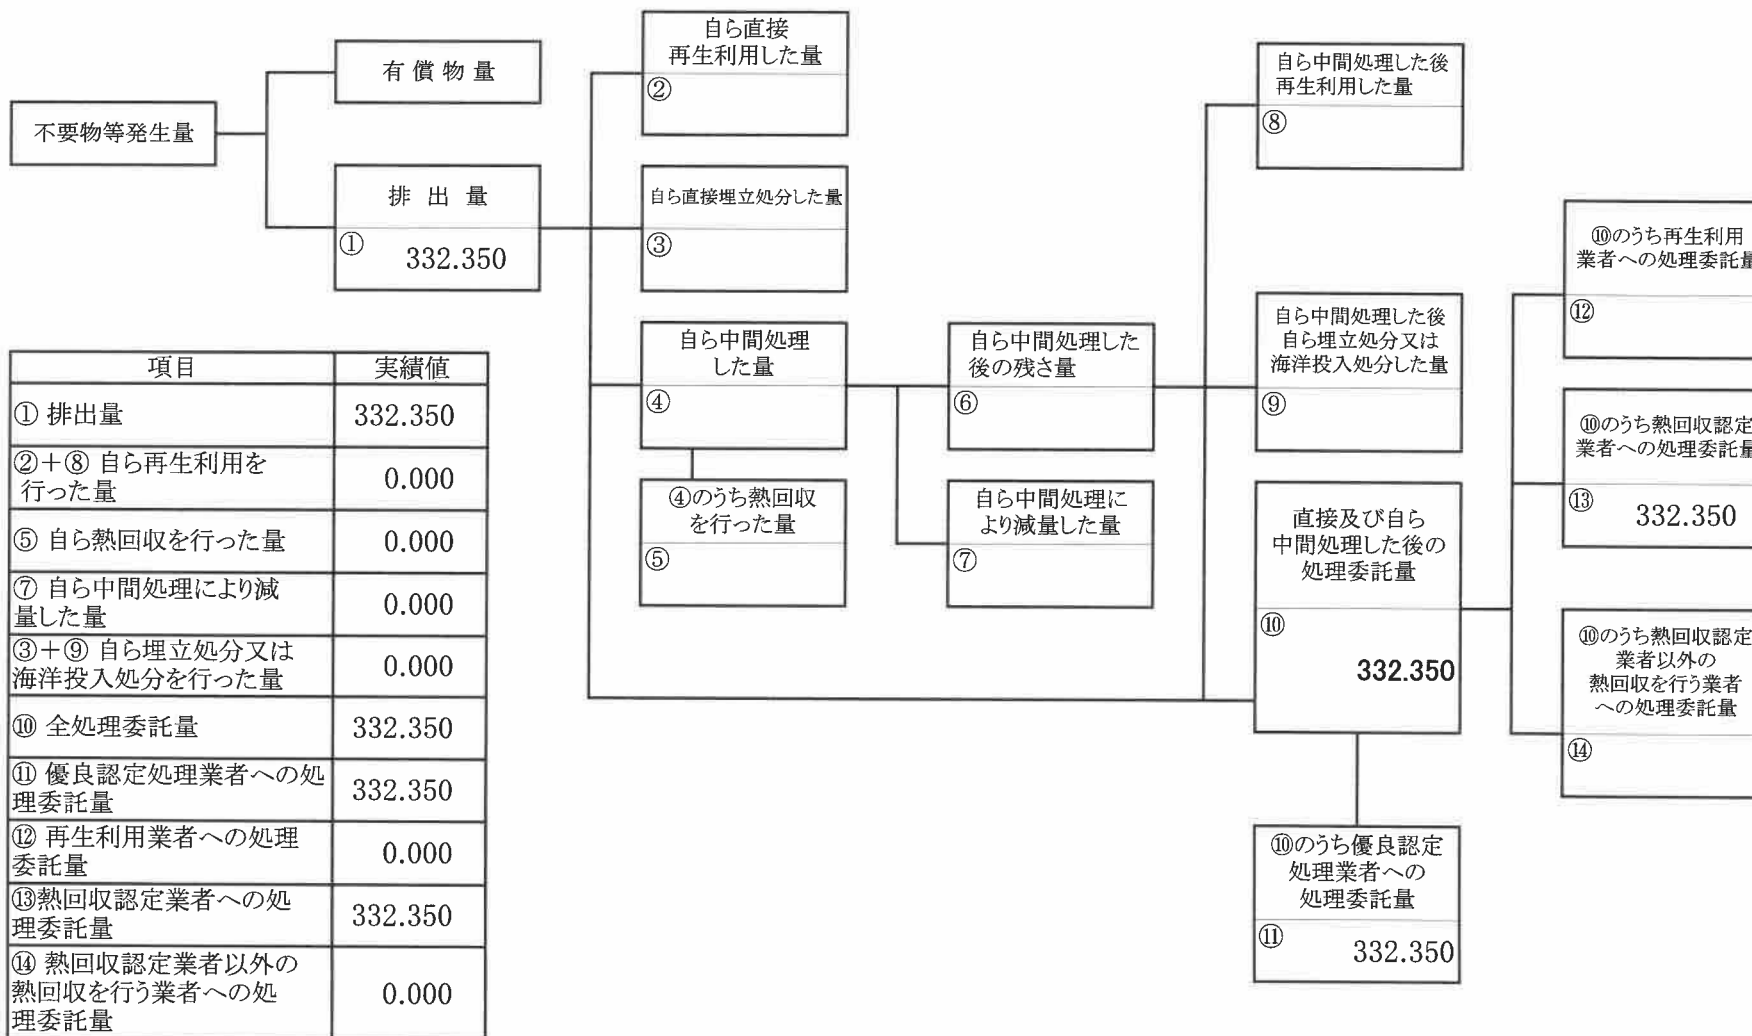 不要物等発生量
有償物量
排出量
①
332.350
自ら直接
再生利用した量
②
自ら直接埋立処分した量
③
自ら中間処理
した量
④
④のうち熱回収
を行った量
⑤
自ら中間処理した
後の残さ量
⑥
自ら中間処理に
より減量した量
⑦
自ら中間処理した後
再生利用した量
⑧
自ら中間処理した後
自ら埋立処分又は
海洋投入処分した量
⑨
直接及び自ら
中間処理した後の
処理委託量
⑩
332.350
⑩のうち優良認定
処理業者への
処理委託量
⑪
332.350
⑩のうち再生利用
業者への処理委託量
⑫
⑩のうち熱回収認定
業者への処理委託量
⑬
332.350
⑩のうち熱回収認定
業者以外の
熱回収を行う業者
への処理委託量
⑭
項目 実績値
① 排出量 332.350
②+⑧ 自ら再生利用を
行った量 0.000
⑤ 自ら熱回収を行った量 0.000
⑦ 自ら中間処理により減
量した量 0.000
③+⑨ 自ら埋立処分又は
海洋投入処分を行った量 0.000
⑩ 全処理委託量 332.350
⑪ 優良認定処理業者への処
理委託量 332.350
⑫ 再生利用業者への処理
委託量 0.000
⑬熱回収認定業者への処
理委託量 332.350
⑭ 熱回収認定業者以外の
熱回収を行う業者への処
理委託量 0.000